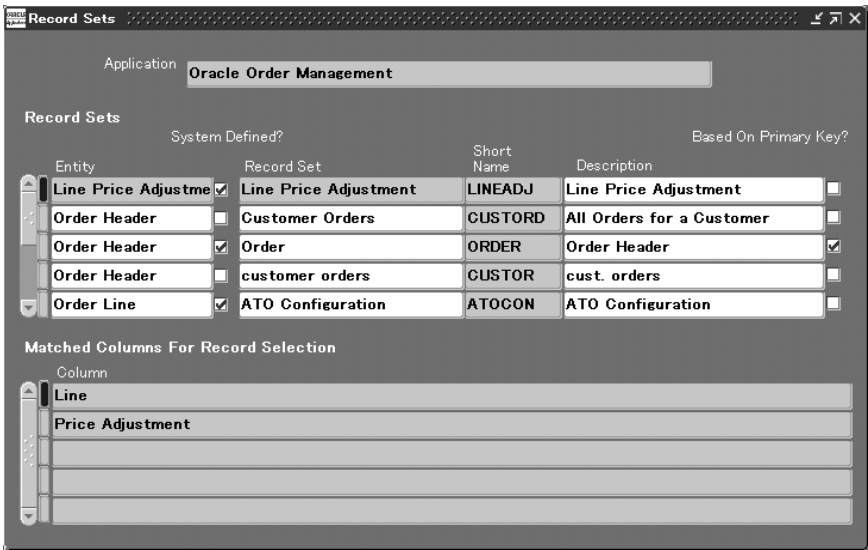 Record Sets
Application Oracle Order Management
Record Sets
System Defined? Based On Primary Key?
Entity Record Set Short Name Description
Line Price Adjustme Line Price Adjustment LINEADJ Line Price Adjustment
Order Header Customer Orders CUSTORD All Orders for a Customer
Order Header Order ORDER Order Header
Order Header customer orders CUSTOR cust. orders
Order Line ATO Configuration ATOCON ATO Configuration
Matched Columns For Record Selection
Column
Line
Price Adjustment